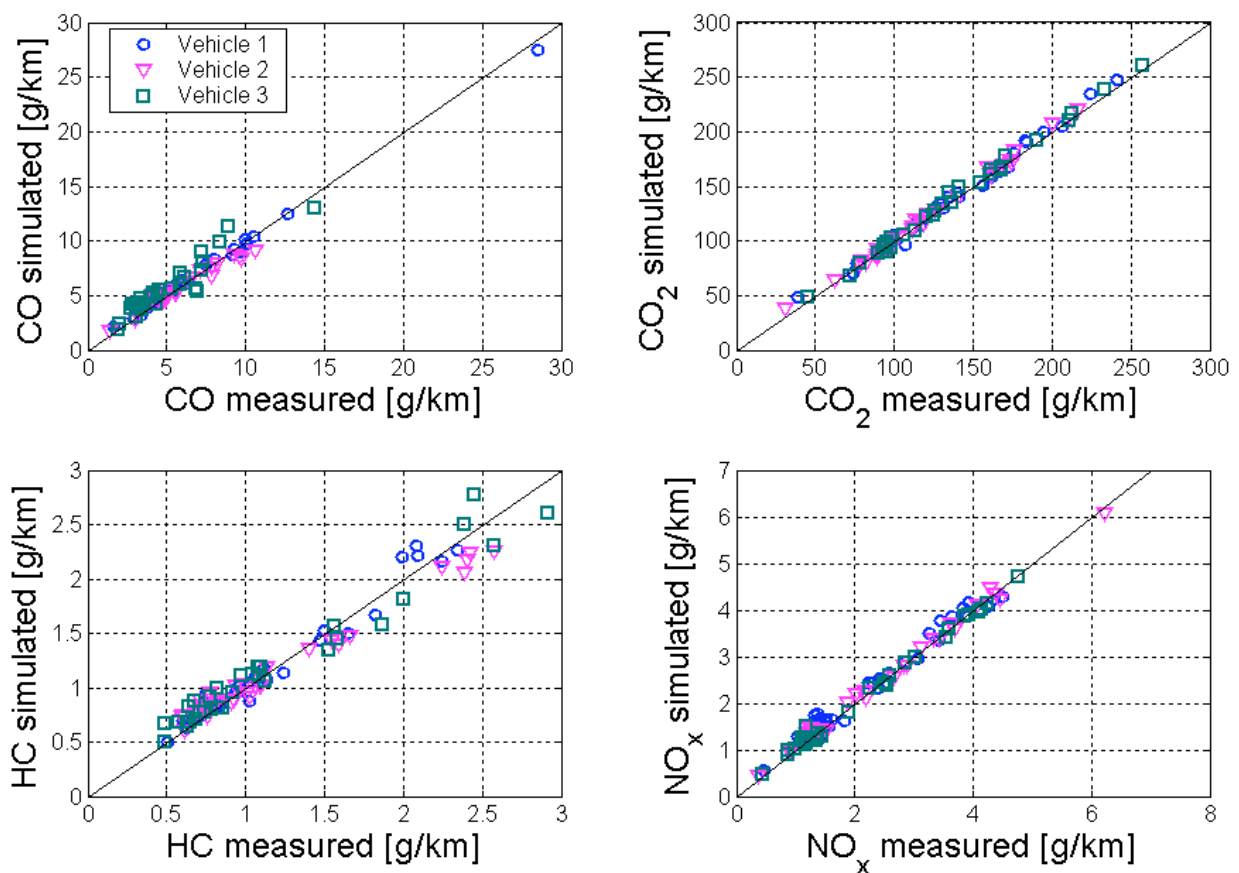 30
25
20
15
10
5
0
CO simulated [g/km]
Vehicle 1
Vehicle 2
Vehicle 3
0 5 10 15 20 25 30
CO measured [g/km]
300
250
200
150
100
50
0
CO2 simulated [g/km]
0 50 100 150 200 250 300
CO2 measured [g/km]
3
2.5
2
1.5
1
0.5
0
HC simulated [g/km]
0 0.5 1 1.5 2 2.5 3
HC measured [g/km]
7
6
5
4
3
2
1
0
NOx simulated [g/km]
0 2 4 6 8
NOx measured [g/km]